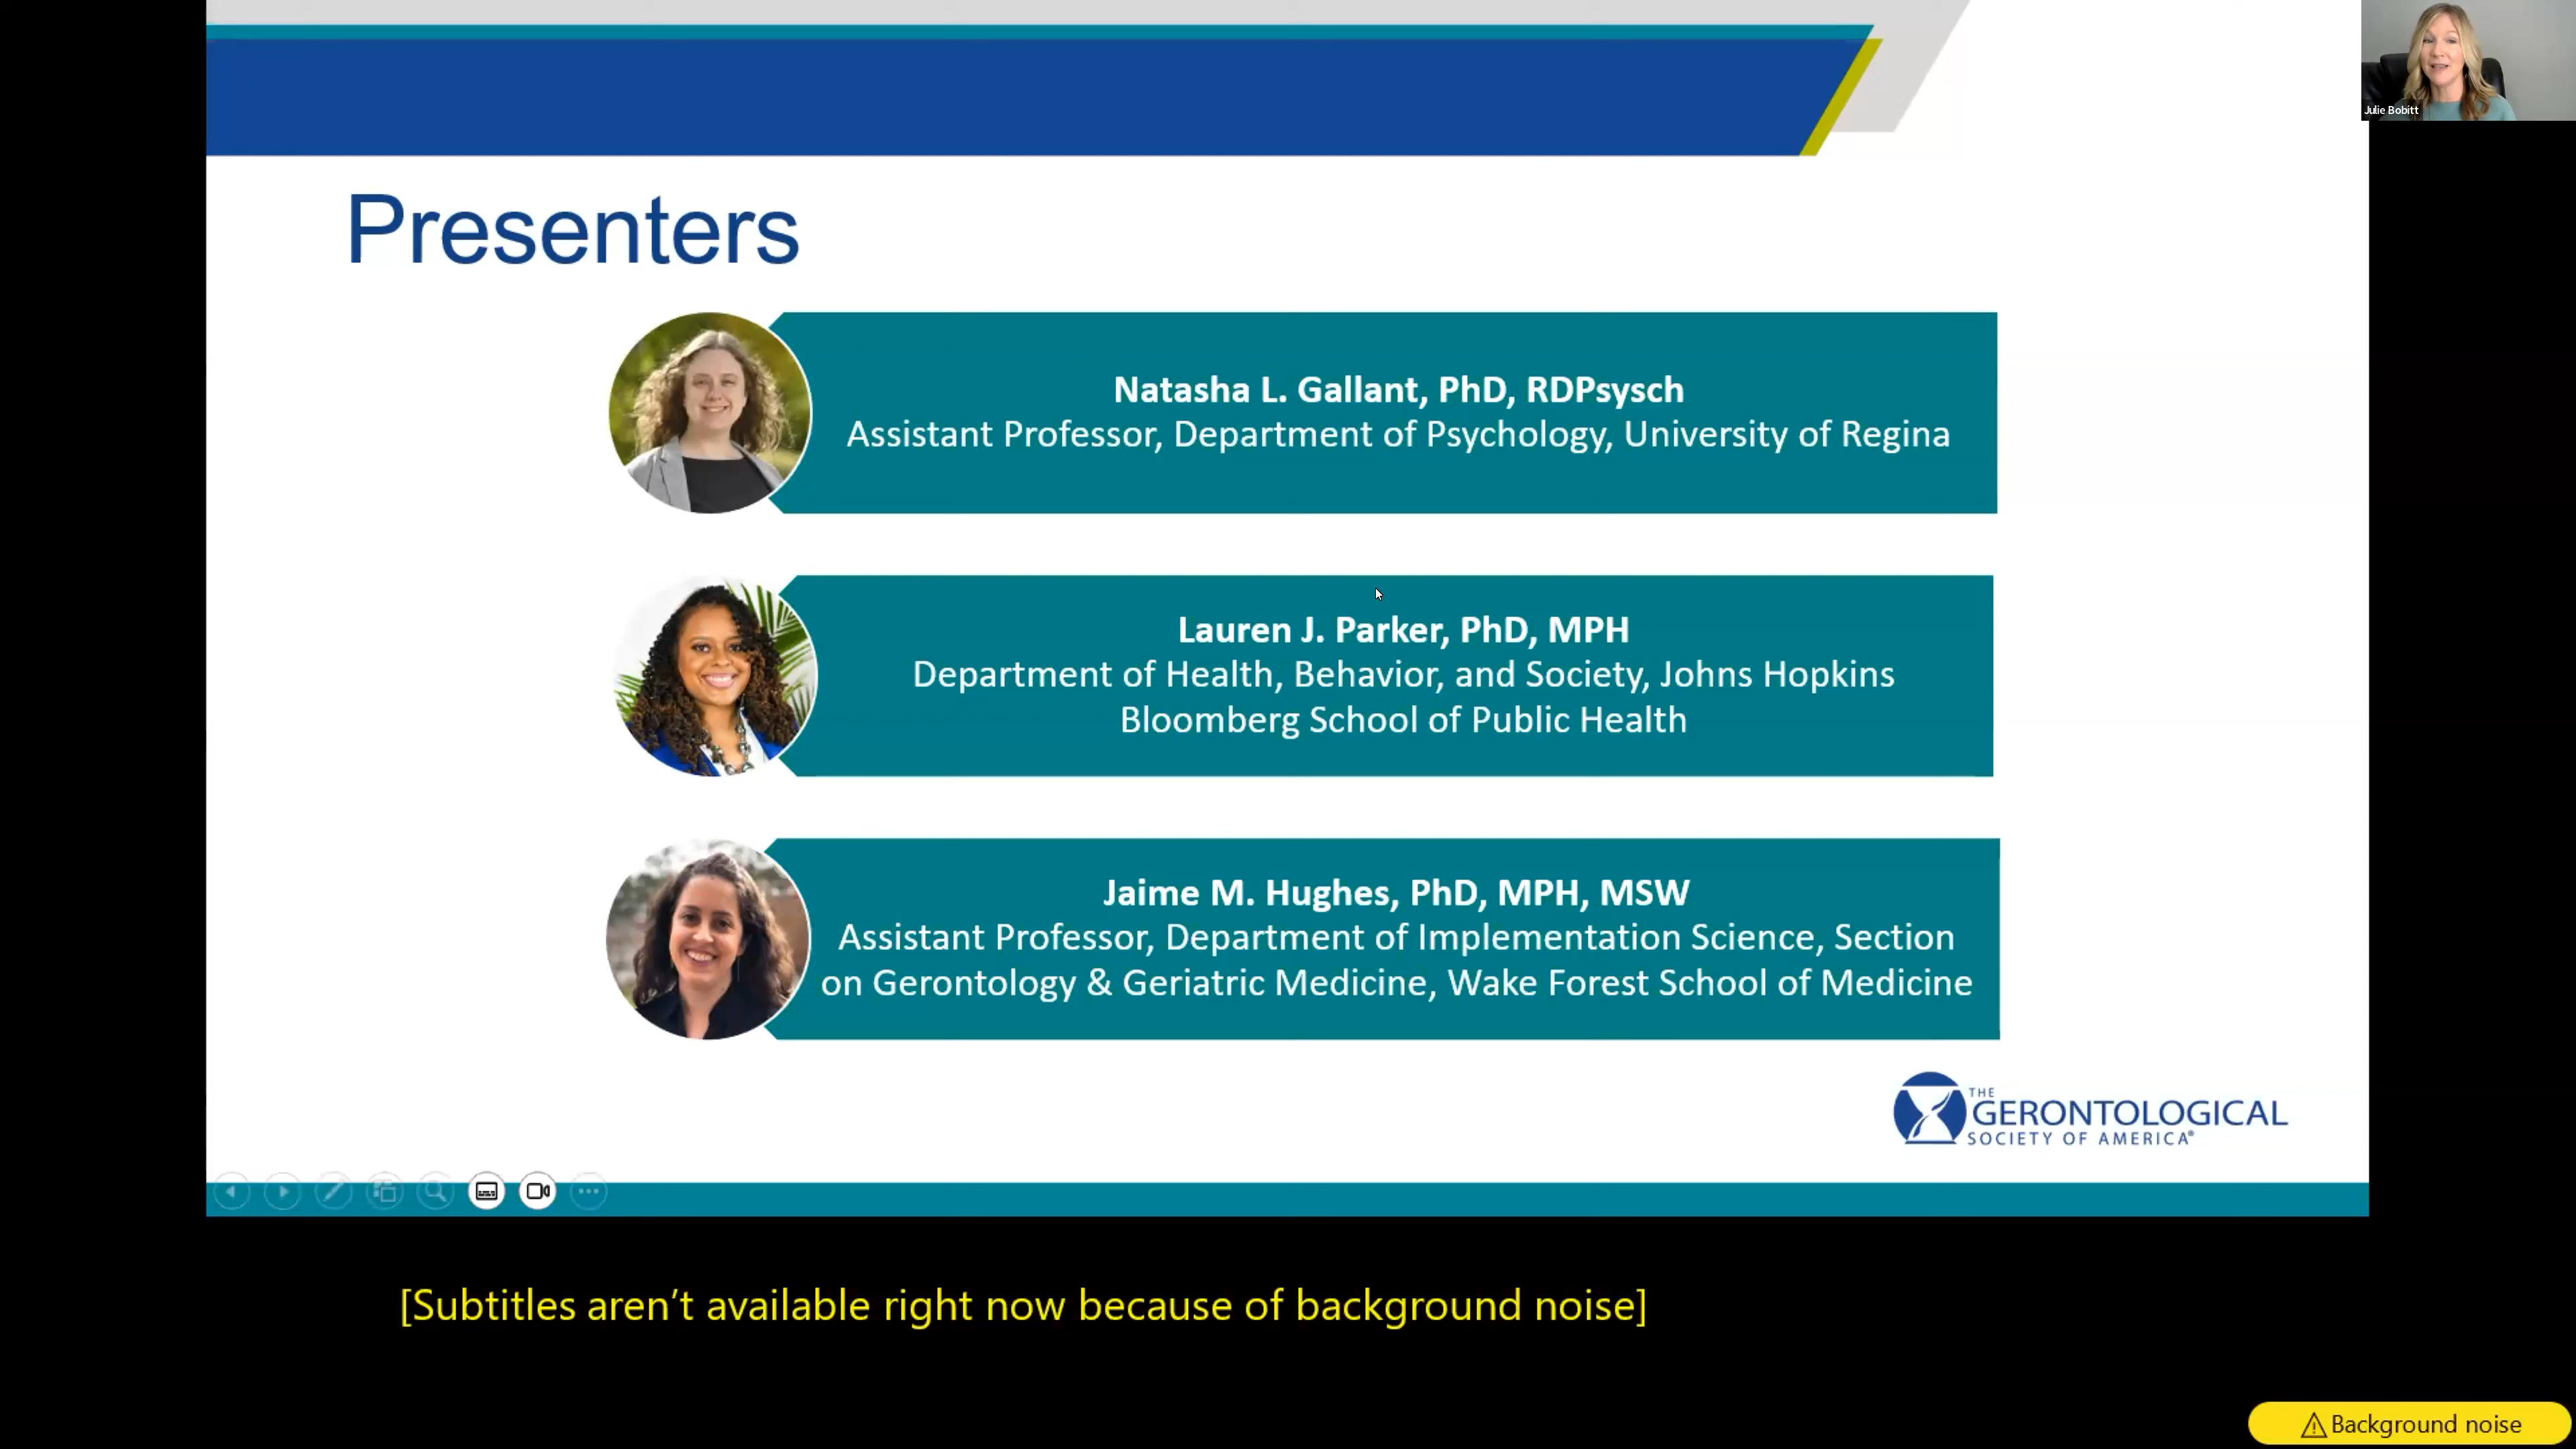 Julie Bobitt
Presenters
Natasha L. Gallant, PhD, RDPsysch
Assistant Professor, Department of Psychology, University of Regina
Lauren J. Parker, PhD, MPH
Department of Health, Behavior, and Society, Johns Hopkins
Bloomberg School of Public Health
Jaime M. Hughes, PhD, MPH, MSW
Assistant Professor, Department of Implementation Science, Section
on Gerontology & Geriatric Medicine, Wake Forest School of Medicine
THE
GERONTOLOGICAL
SOCIETY OF AMERICA®
[Subtitles aren’t available right now because of background noise]
Background noise